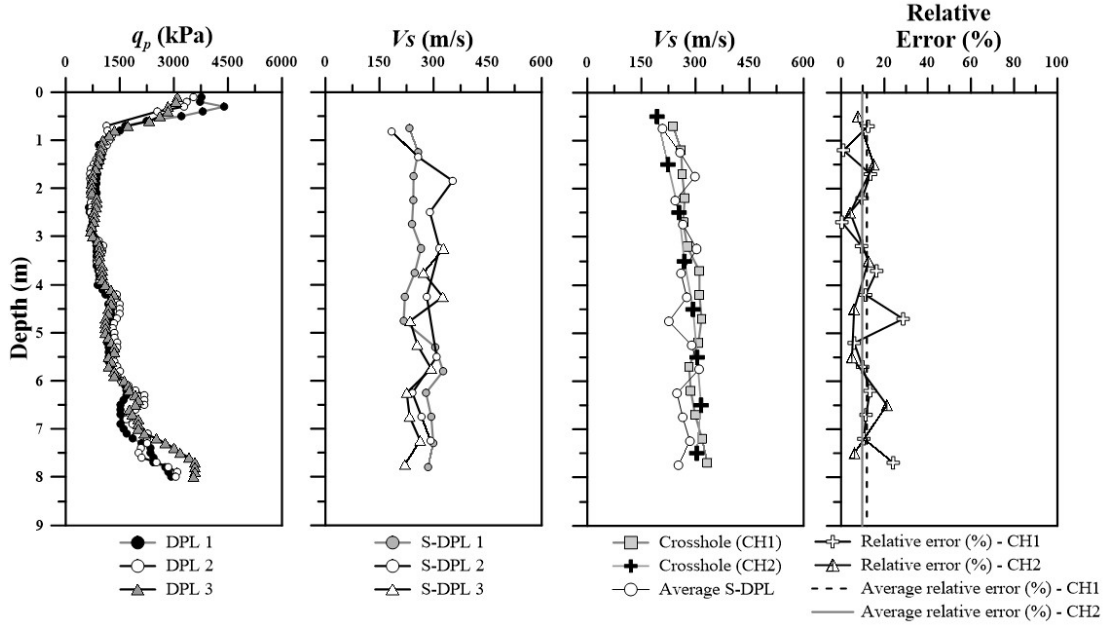 q_p (kPa)
0 1500 3000 4500 6000
Vs (m/s)
0 150 300 450 600
Vs (m/s)
0 150 300 450 600
Relative
Error (%)
0 20 40 60 80 100
Depth (m)
0
1
2
3
4
5
6
7
8
9
DPL 1
DPL 2
DPL 3
S-DPL 1
S-DPL 2
S-DPL 3
Crosshole (CH1)
Crosshole (CH2)
Average S-DPL
Relative error (%) - CH1
Relative error (%) - CH2
Average relative error (%) - CH1
Average relative error (%) - CH2